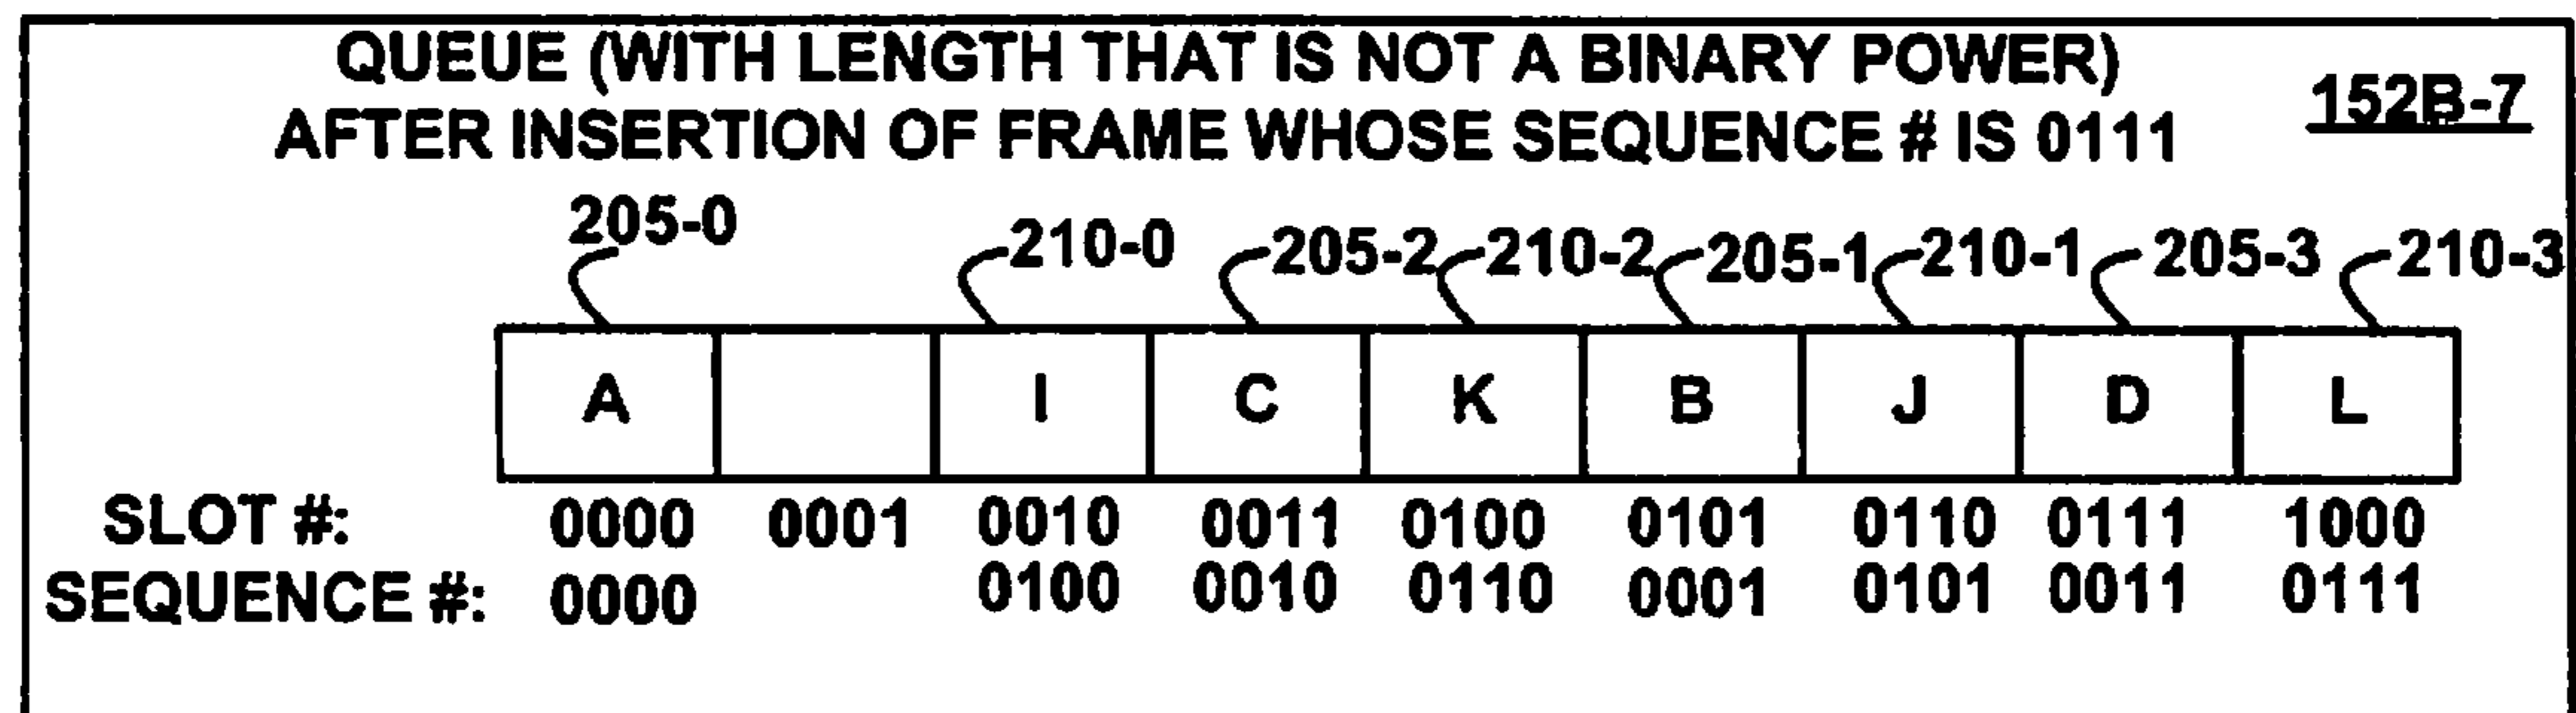 QUEUE (WITH LENGTH THAT IS NOT A BINARY POWER)
AFTER INSERTION OF FRAME WHOSE SEQUENCE # IS 0111
152B-7
205-0 210-0 205-2 210-2 205-1 210-1 205-3 210-3
A I C K B J D L
SLOT #: 0000 0001 0010 0011 0100 0101 0110 0111 1000
SEQUENCE #: 0000 0100 0010 0110 0001 0101 0011 0111